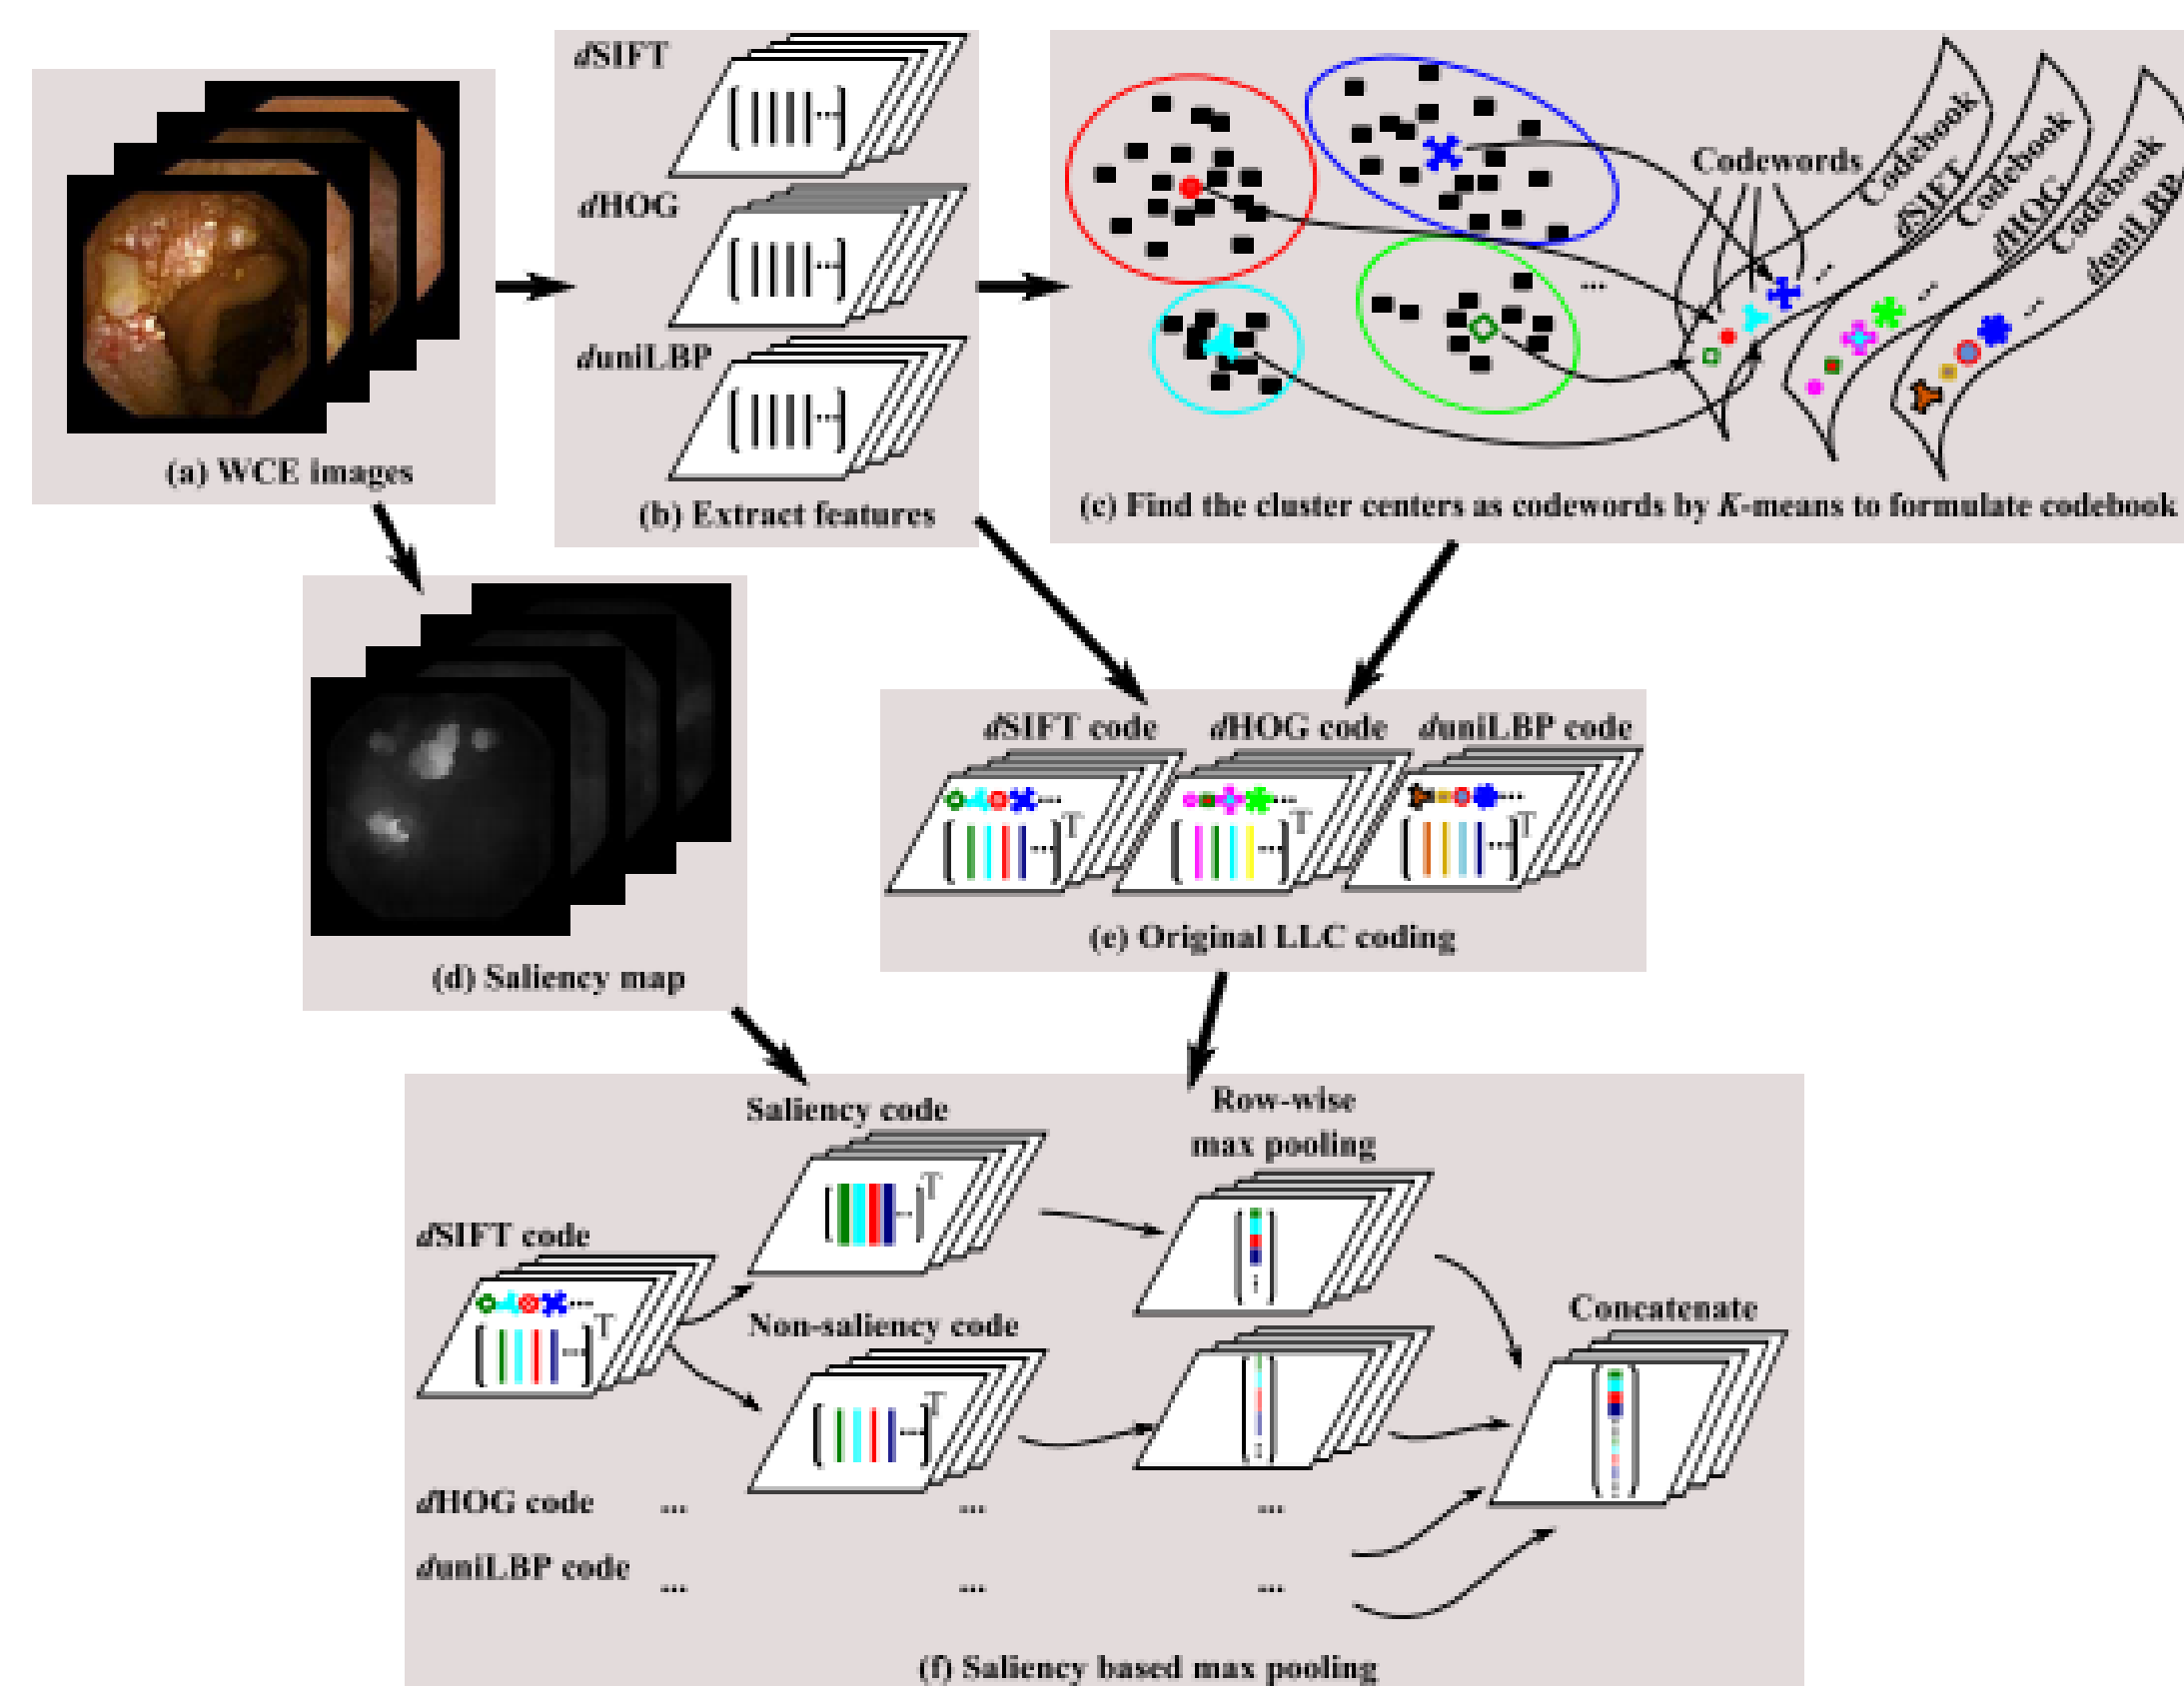 dSIFT
dHOG
duniLBP
(a) WCE images
(b) Extract features
Codewords
Codebook
dSIFT
Codebook
dHOG
Codebook
duniLBP
...
(c) Find the cluster centers as codewords by K-means to formulate codebook
(d) Saliency map
dSIFT code dHOG code duniLBP code
T T T
(e) Original LLC coding
Saliency code
Row-wise
max pooling
T
dSIFT code
T
Non-saliency code
T
Concatenate
dHOG code ... ... ...
duniLBP code ... ... ...
(f) Saliency based max pooling